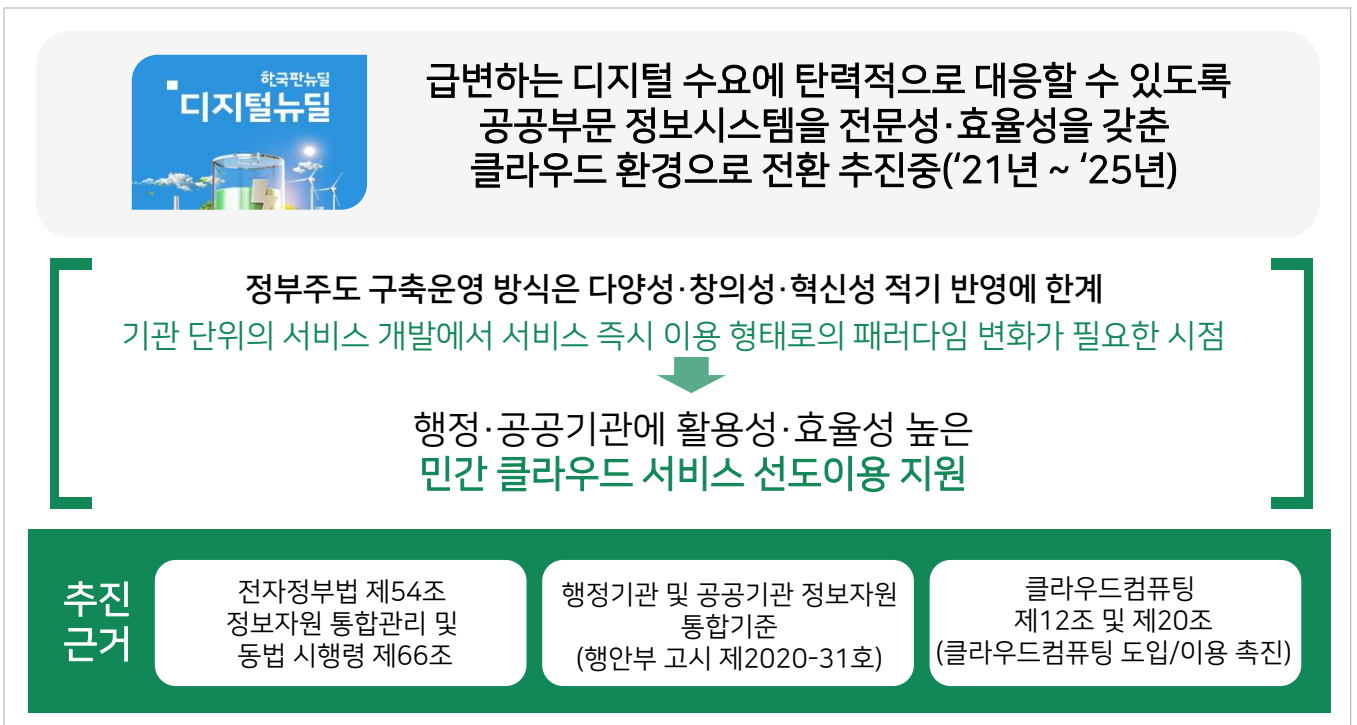 한국판뉴딜
디지털뉴딜
급변하는 디지털 수요에 탄력적으로 대응할 수 있도록
공공부문 정보시스템을 전문성·효율성을 갖춘
클라우드 환경으로 전환 추진중(‘21년 ~ ‘25년)
정부주도 구축운영 방식은 다양성·창의성·혁신성 적기 반영에 한계
기관 단위의 서비스 개발에서 서비스 즉시 이용 형태로의 패러다임 변화가 필요한 시점
행정·공공기관에 활용성·효율성 높은
민간 클라우드 서비스 선도이용 지원
추진
근거
전자정부법 제54조
정보자원 통합관리 및
동법 시행령 제66조
행정기관 및 공공기관 정보자원
통합기준
(행안부 고시 제2020-31호)
클라우드컴퓨팅
제12조 및 제20조
(클라우드컴퓨팅 도입/이용 촉진)